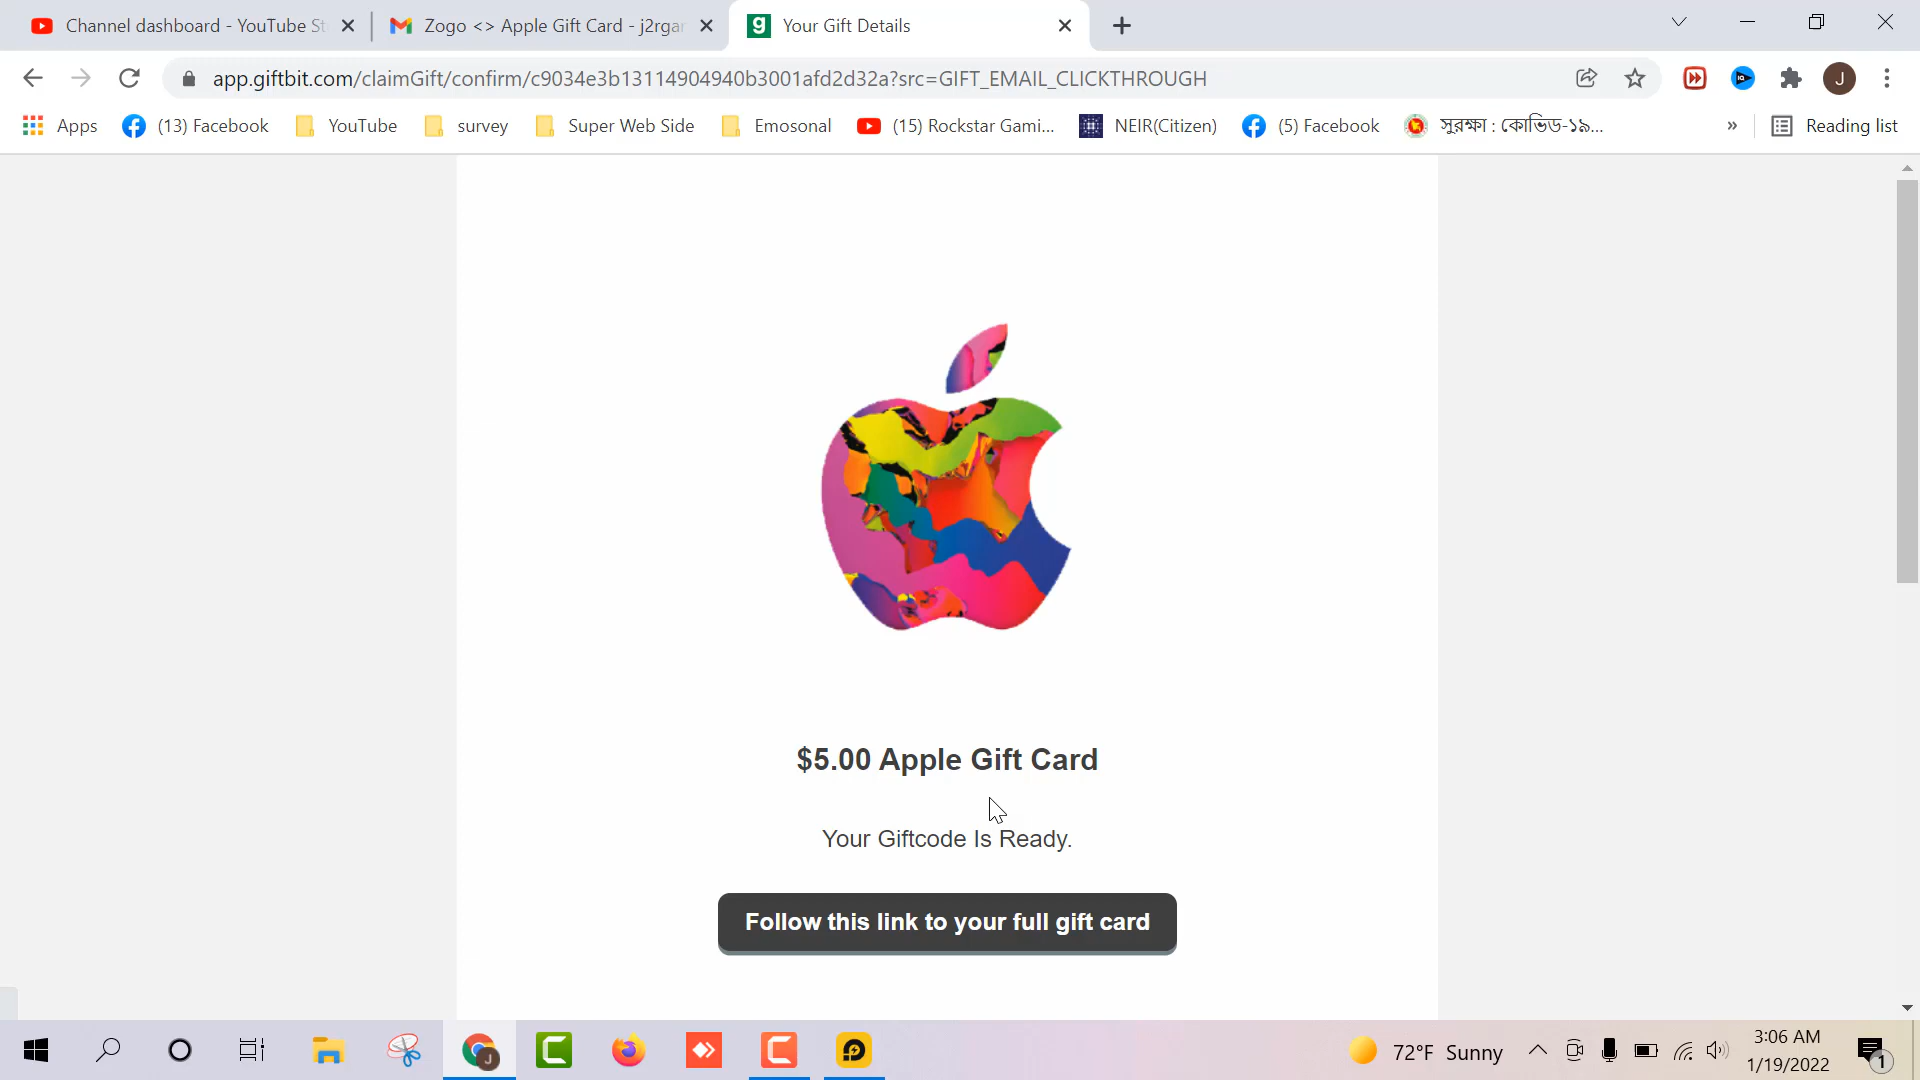 Channel dashboard - YouTube St
Zogo <> Apple Gift Card - j2rgar
g Your Gift Details
app.giftbit.com/claimGift/confirm/c9034e3b13114904940b3001afd2d32a?src=GIFT_EMAIL_CLICKTHROUGH
J
Apps
(13) Facebook
YouTube
survey
Super Web Side
Emosonal
(15) Rockstar Gami...
NEIR(Citizen)
(5) Facebook
সুরক্ষা : কোভিড-১৯...
»
Reading list
$5.00 Apple Gift Card
Your Giftcode Is Ready.
Follow this link to your full gift card
J
72°F Sunny
3:06 AM
1/19/2022
1